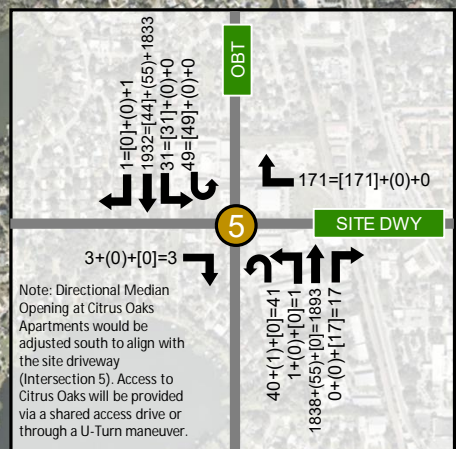 OBT
1=[0]+(0)+1
1932=[44]+(55)+1833
31=[31]+(0)+0
49=[49]+(0)+0
171=[171]+(0)+0
5
SITE DWY
3+(0)+[0]=3
40+(1)+[0]=41
1+(0)+[0]=1
1838+(55)+[0]=1893
0+(0)+[17]=17
Note: Directional Median
Opening at Citrus Oaks
Apartments would be
adjusted south to align with
the site driveway
(Intersection 5). Access to
Citrus Oaks will be provided
via a shared access drive or
through a U-Turn maneuver.